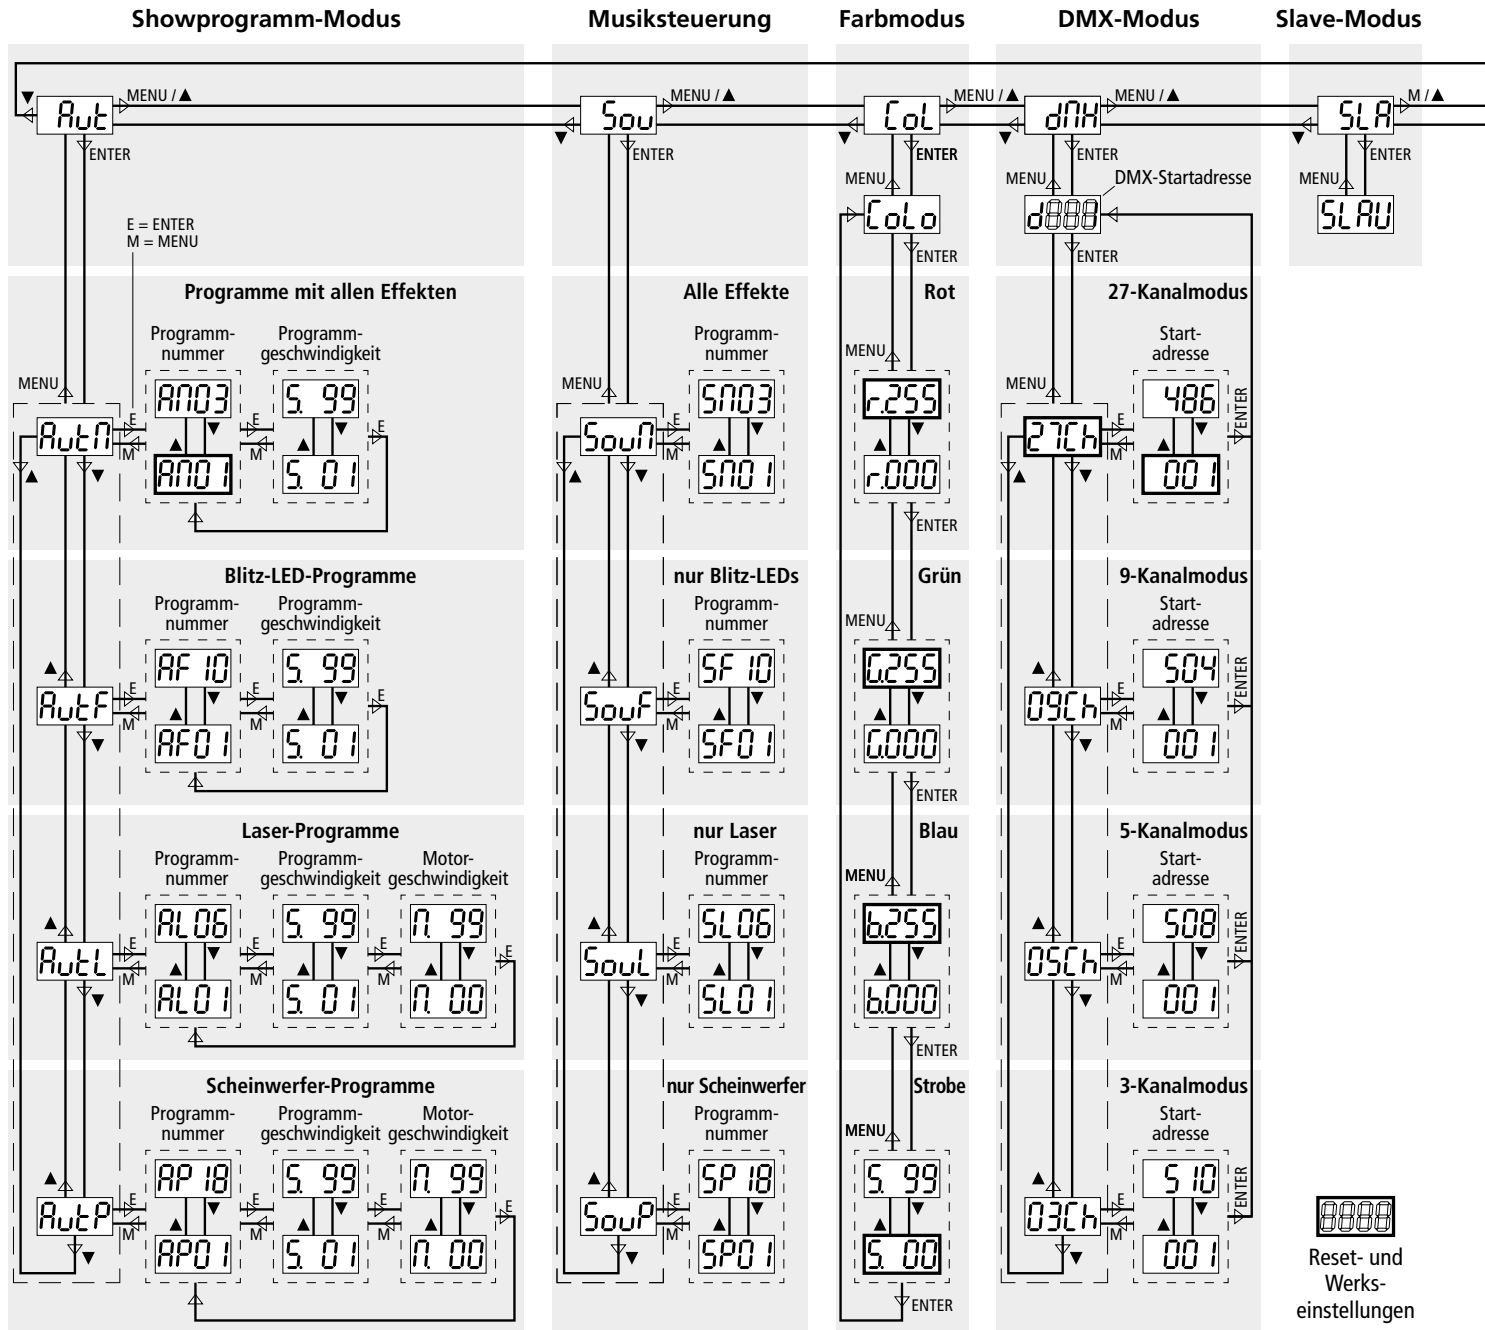 Showprogramm-Modus
Musiksteuerung
Farbmodus
DMX-Modus
Slave-Modus
Aut
MENU / ▲
Sou
MENU / ▲
CoL
MENU / ▲
dMX
MENU / ▲
SLA
M / ▲
ENTER
ENTER
ENTER
ENTER
ENTER
MENU
MENU
DMX-Startadresse
MENU
CoLo
d888
SLAU
E = ENTER
M = MENU
ENTER
ENTER
Programme mit allen Effekten
Programm-
nummer
Programm-
geschwindigkeit
MENU
AutM
E
M
AM03
AM01
E
M
S. 99
S. 01
E
Blitz-LED-Programme
Programm-
nummer
Programm-
geschwindigkeit
AutF
E
M
AF10
AF01
E
M
S. 99
S. 01
E
Laser-Programme
Programm-
nummer
Programm-
geschwindigkeit
Motor-
geschwindigkeit
AutL
E
M
AL06
AL01
E
M
S. 99
S. 01
E
M
M. 99
M. 00
E
Scheinwerfer-Programme
Programm-
nummer
Programm-
geschwindigkeit
Motor-
geschwindigkeit
AutP
E
M
AP18
AP01
E
M
S. 99
S. 01
E
M
M. 99
M. 00
E
Alle Effekte
Programm-
nummer
MENU
SouM
E
M
SM03
SM01
nur Blitz-LEDs
Programm-
nummer
SouF
E
M
SF10
SF01
nur Laser
Programm-
nummer
SouL
E
M
SL06
SL01
nur Scheinwerfer
Programm-
nummer
SouP
E
M
SP18
SP01
Rot
MENU
r.255
r.000
ENTER
Grün
MENU
G.255
G.000
ENTER
Blau
MENU
b.255
b.000
ENTER
Strobe
MENU
S. 99
S. 00
ENTER
27-Kanalmodus
Start-
adresse
MENU
27Ch
E
M
486
001
ENTER
9-Kanalmodus
Start-
adresse
09Ch
E
M
504
001
ENTER
5-Kanalmodus
Start-
adresse
05Ch
E
M
508
001
ENTER
3-Kanalmodus
Start-
adresse
03Ch
E
M
510
001
ENTER
8888
Reset- und
Werks-
einstellungen